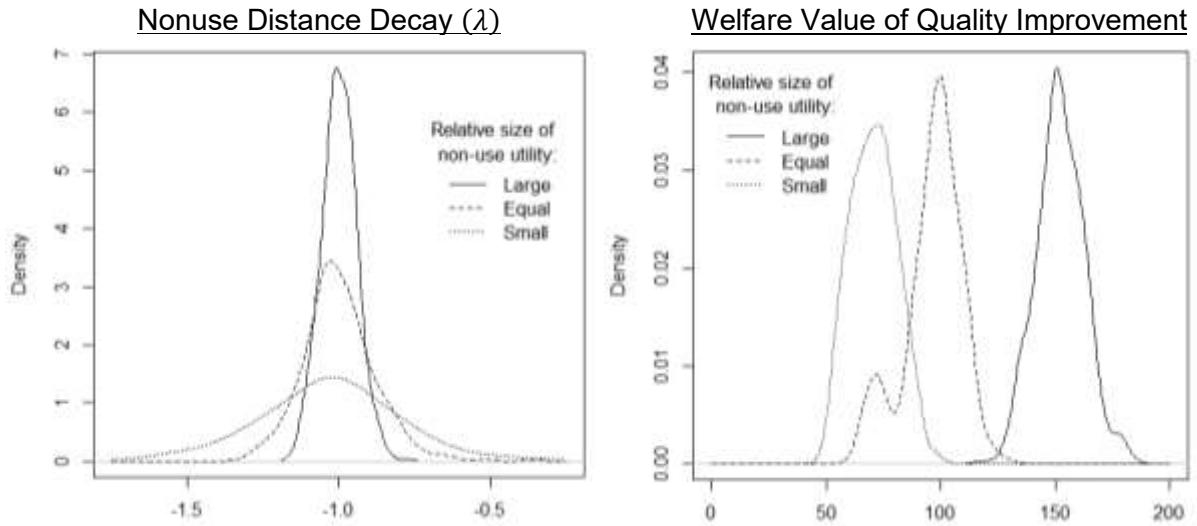 Nonuse Distance Decay (λ)
Density
7
6
5
4
3
2
1
0
Relative size of
non-use utility:
Large
Equal
Small
-1.5
-1.0
-0.5
Welfare Value of Quality Improvement
Density
0.04
0.03
0.02
0.01
0.00
Relative size of
non-use utility:
Large
Equal
Small
0
50
100
150
200